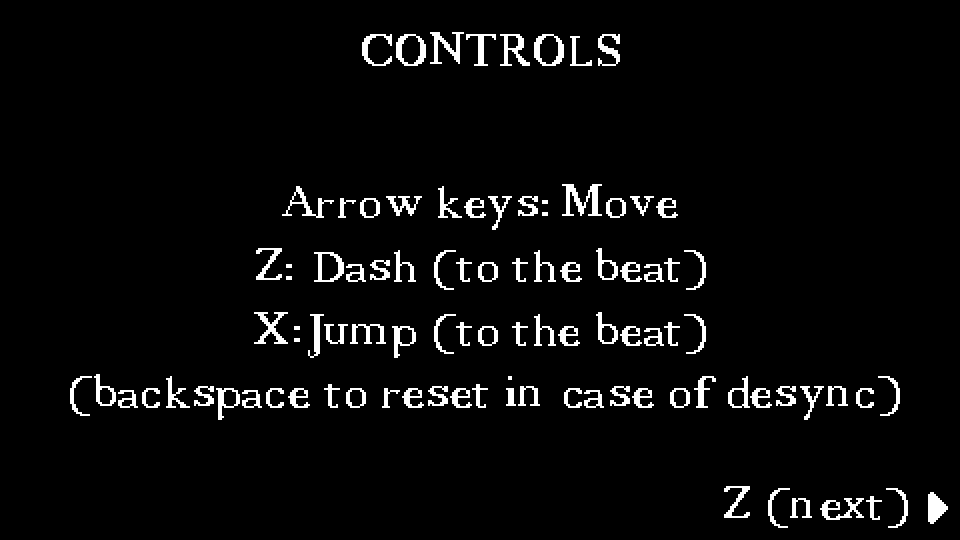 CONTROLS
Arrow keys: Move
Z: Dash (to the beat)
X: Jump (to the beat)
(backspace to reset in case of desync)
Z (next)